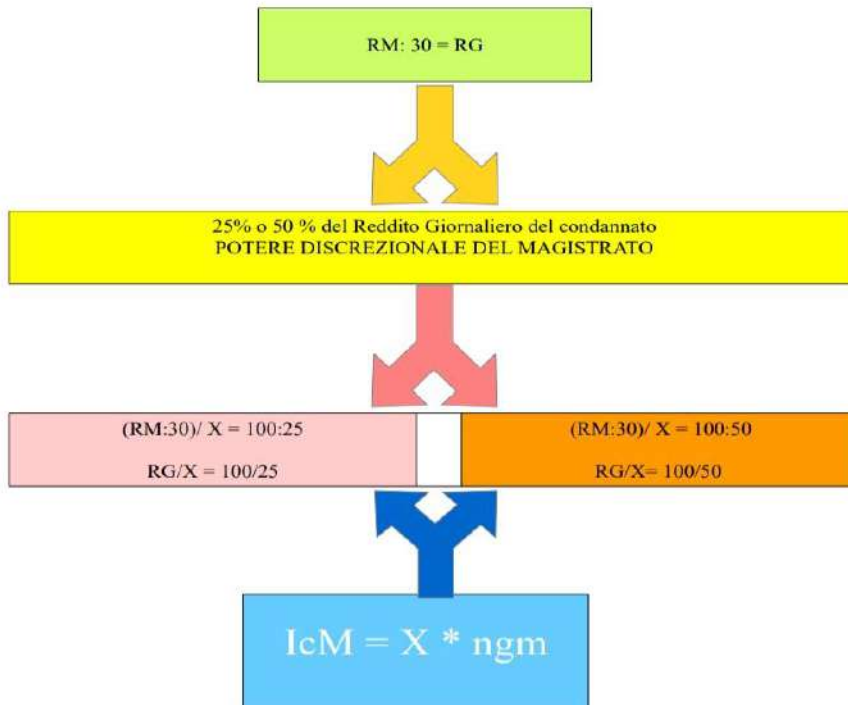 RM: 30 = RG
25% o 50 % del Reddito Giornaliero del condannato
POTERE DISCREZIONALE DEL MAGISTRATO
(RM:30)/ X = 100:25
RG/X = 100/25
(RM:30)/ X = 100:50
RG/X= 100/50
IcM = X * ngm